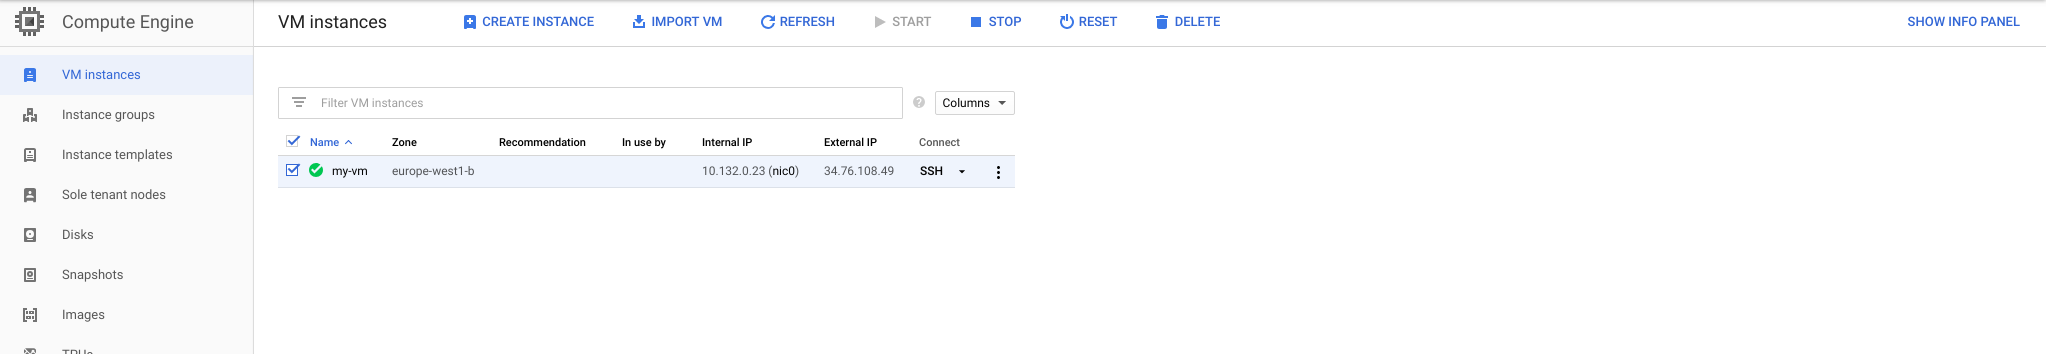 Compute Engine
VM instances
CREATE INSTANCE
IMPORT VM
REFRESH
START
STOP
RESET
DELETE
SHOW INFO PANEL
VM instances
Instance groups
Instance templates
Sole tenant nodes
Disks
Snapshots
Images
Filter VM instances
Columns
Name Zone Recommendation In use by Internal IP External IP Connect
my-vm europe-west1-b 10.132.0.23 (nic0) 34.76.108.49 SSH